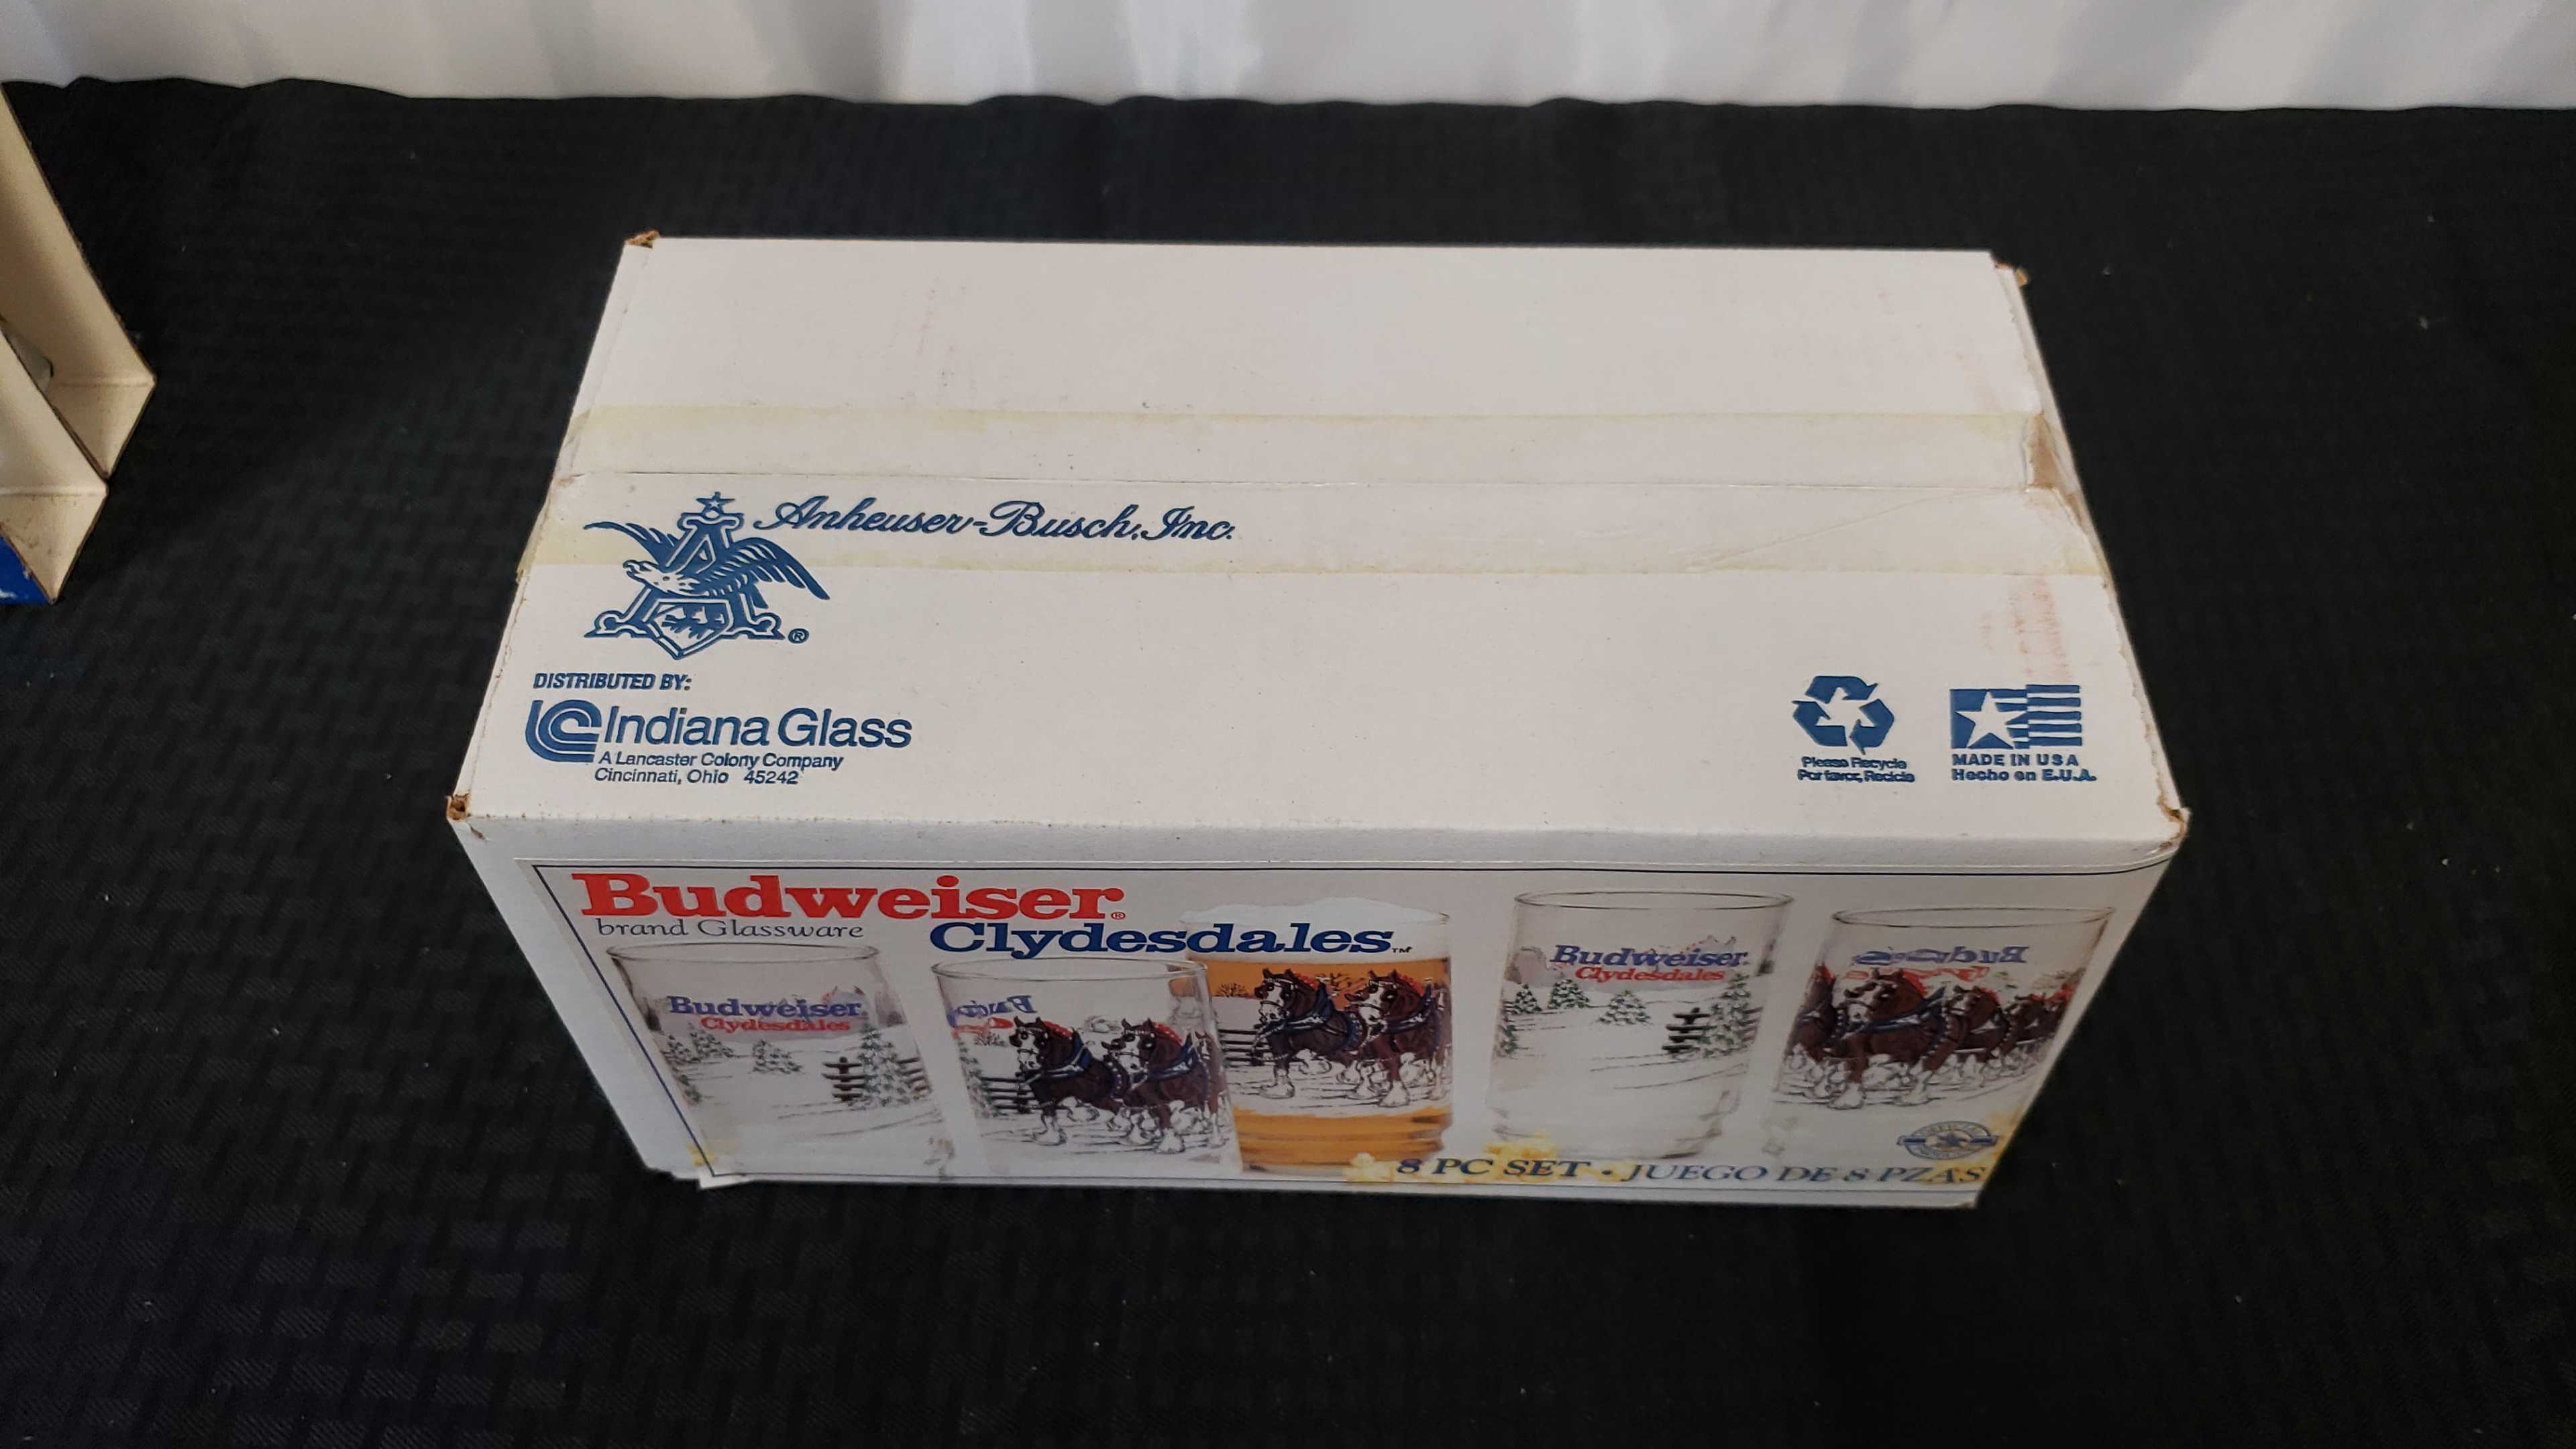 Anheuser-Busch, Inc.
®
DISTRIBUTED BY:
Indiana Glass
A Lancaster Colony Company
Cincinnati, Ohio 45242
Please Recycle
Por favor, Recicle
MADE IN USA
Hecho en E.U.A.
Budweiser®
brand Glassware
Clydesdales™
Budweiser
Clydesdales
Budweiser
Clydesdales
8 PC SET • JUEGO DE 8 PZAS